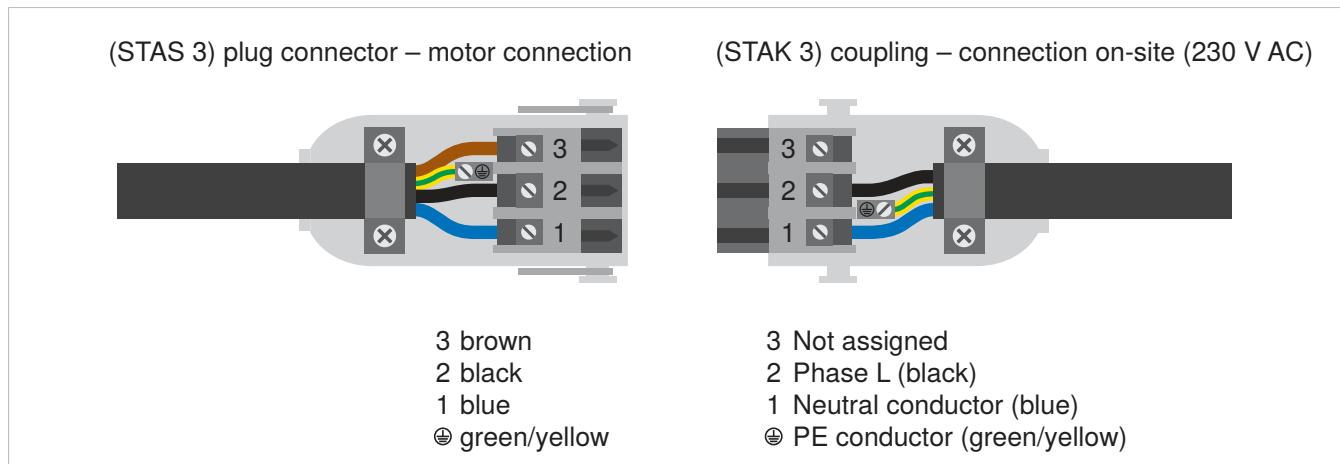 (STAS 3) plug connector – motor connection
(STAK 3) coupling – connection on-site (230 V AC)
3
2
1
3
2
1
3 brown
2 black
1 blue
⏚ green/yellow
3 Not assigned
2 Phase L (black)
1 Neutral conductor (blue)
⏚ PE conductor (green/yellow)